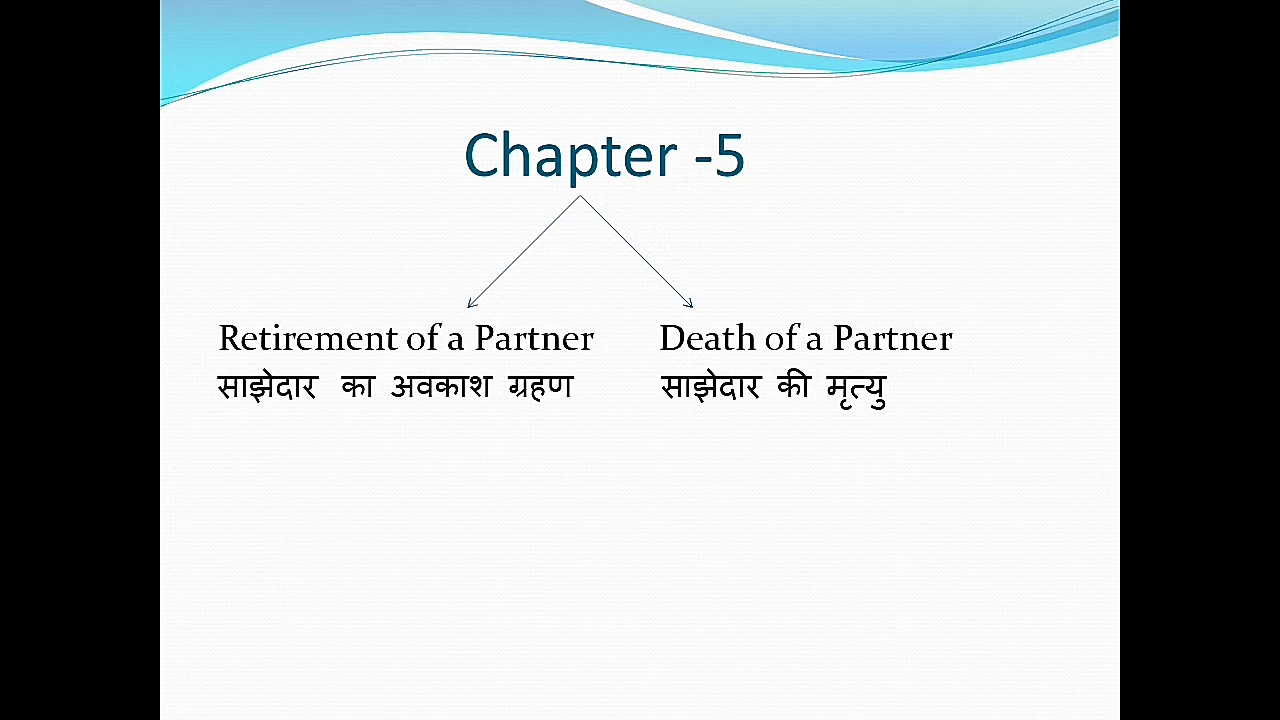 Chapter -5
Retirement of a Partner Death of a Partner
साझेदार का अवकाश ग्रहण साझेदार की मृत्यु